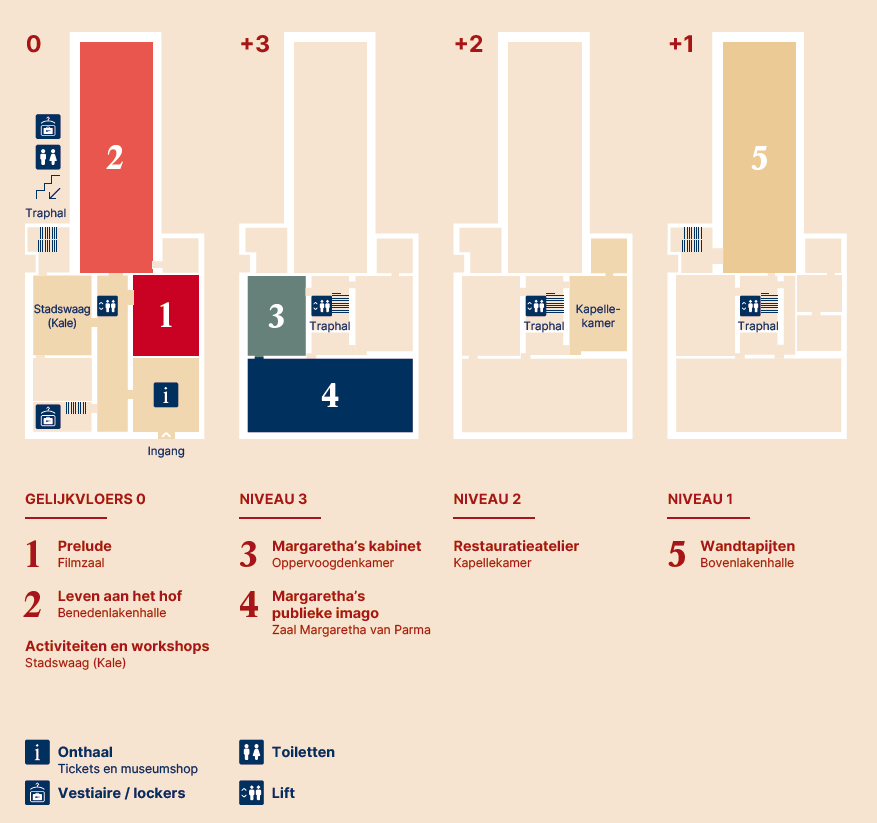 0
+3
+2
+1
2
5
Traphal
Stadswaag
(Kale)
1
3
Traphal
Traphal
Kapelle-
kamer
Traphal
i
4
Ingang
GELIJKVLOERS 0
1 Prelude
Filmzaal
2 Leven aan het hof
Benedenlakenhalle
Activiteiten en workshops
Stadswaag (Kale)
NIVEAU 3
3 Margaretha’s kabinet
Oppervoogdenkamer
4 Margaretha’s
publieke imago
Zaal Margaretha van Parma
NIVEAU 2
Restauratieatelier
Kapellekamer
NIVEAU 1
5 Wandtapijten
Bovenlakenhalle
i Onthaal
Tickets en museumshop
Vestiaire / lockers
Toiletten
Lift